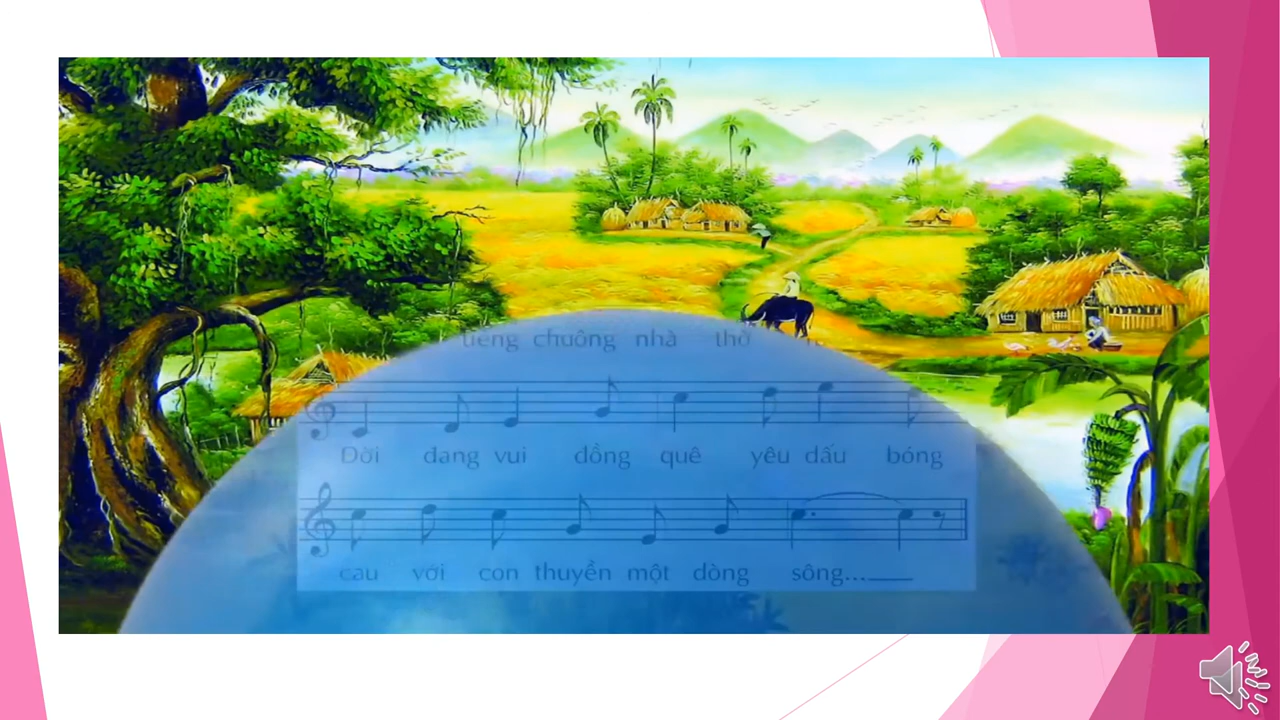 tiếng chuông nhà thờ
Đời đang vui đồng quê yêu dấu bóng
cau với con thuyền một dòng sông...